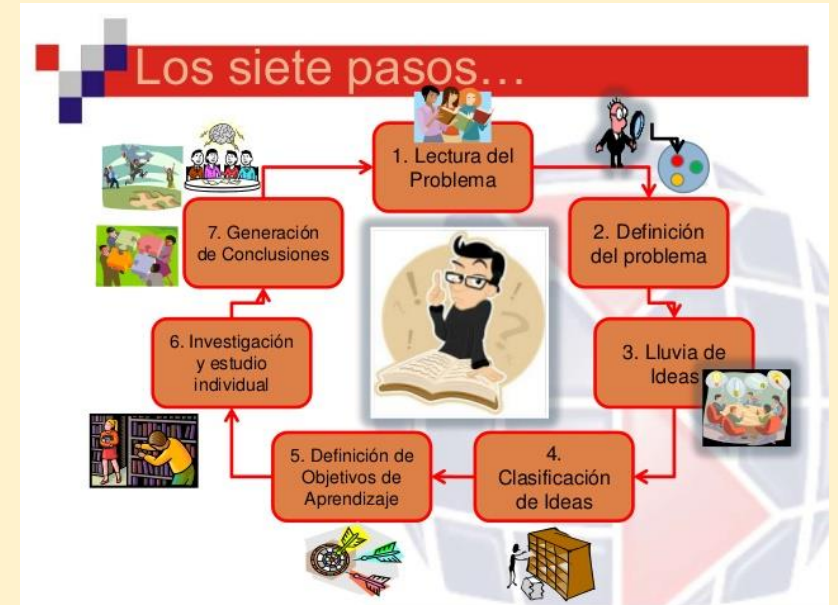 Los siete pasos...
1. Lectura del
Problema
2. Definición
del problema
3. Lluvia de
Ideas
4.
Clasificación
de Ideas
5. Definición de
Objetivos de
Aprendizaje
6. Investigación
y estudio
individual
7. Generación
de Conclusiones